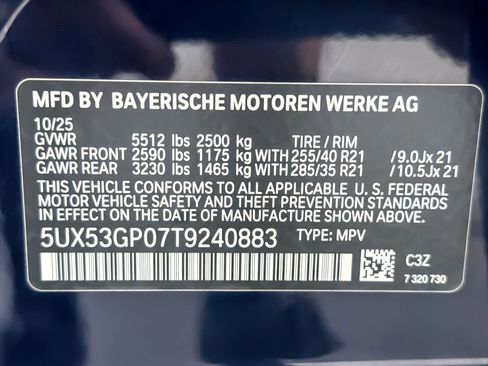 MFD BY BAYERISCHE MOTOREN WERKE AG
10/25
GVWR 5512 lbs 2500 kg TIRE / RIM
GAWR FRONT 2590 lbs 1175 kg WITH 255/40 R21 /9.0Jx 21
GAWR REAR 3230 lbs 1465 kg WITH 285/35 R21 /10.5Jx 21
THIS VEHICLE CONFORMS TO ALL APPLICABLE U. S. FEDERAL
MOTOR VEHICLE SAFETY AND THEFT PREVENTION STANDARDS
IN EFFECT ON THE DATE OF MANUFACTURE SHOWN ABOVE.
5UX53GP07T9240883 TYPE: MPV
C3Z
7 320 730